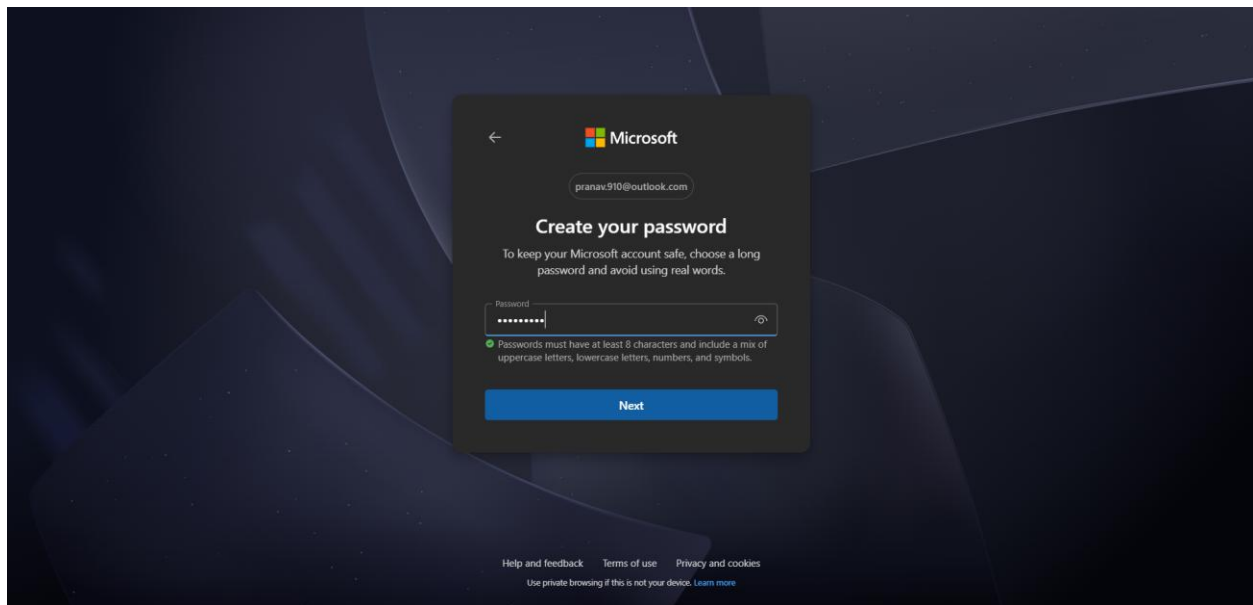 Microsoft
pranav.910@outlook.com
Create your password
To keep your Microsoft account safe, choose a long
password and avoid using real words.
Password
•••••••••
Passwords must have at least 8 characters and include a mix of
uppercase letters, lowercase letters, numbers, and symbols.
Next
Help and feedback Terms of use Privacy and cookies
Use private browsing if this is not your device. Learn more